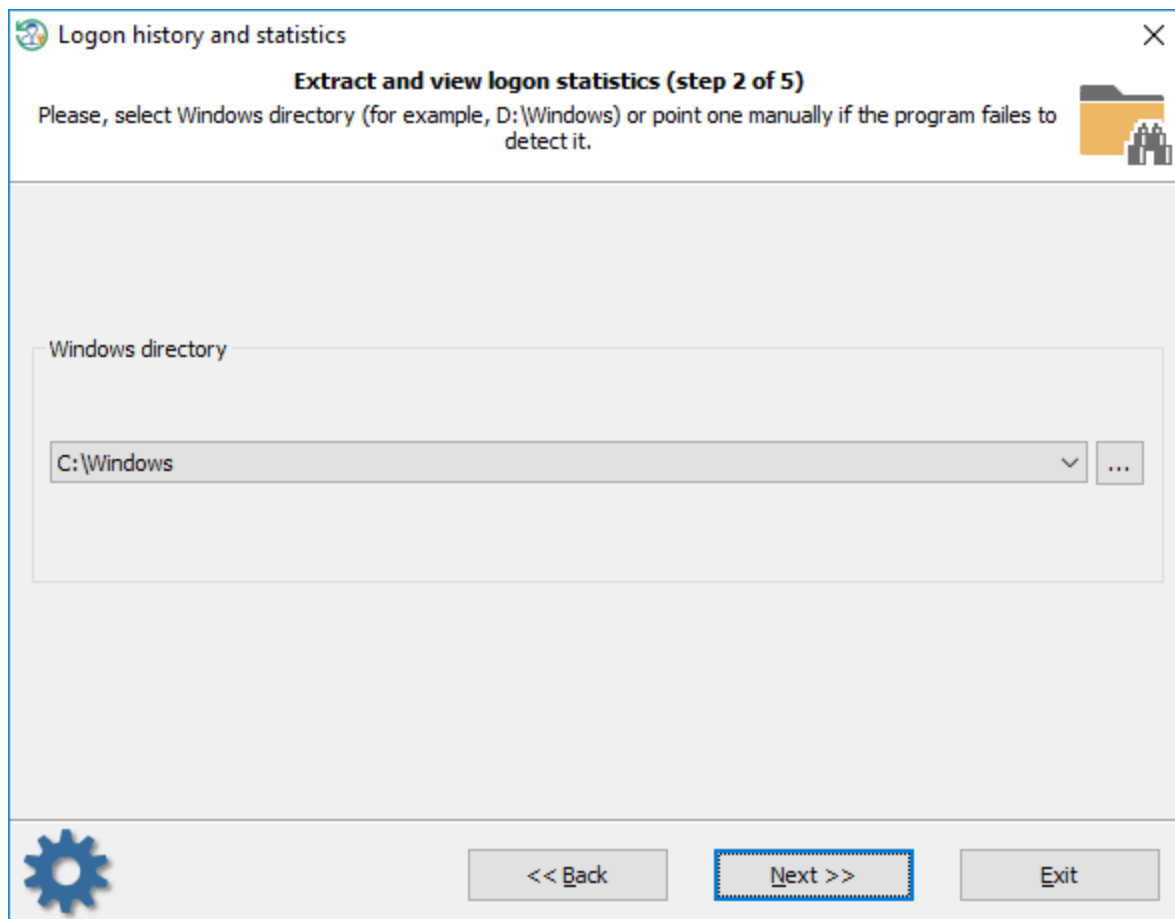 Logon history and statistics
Extract and view logon statistics (step 2 of 5)
Please, select Windows directory (for example, D:\Windows) or point one manually if the program failes to
detect it.
Windows directory
C:\Windows
...
<< Back
Next >>
Exit